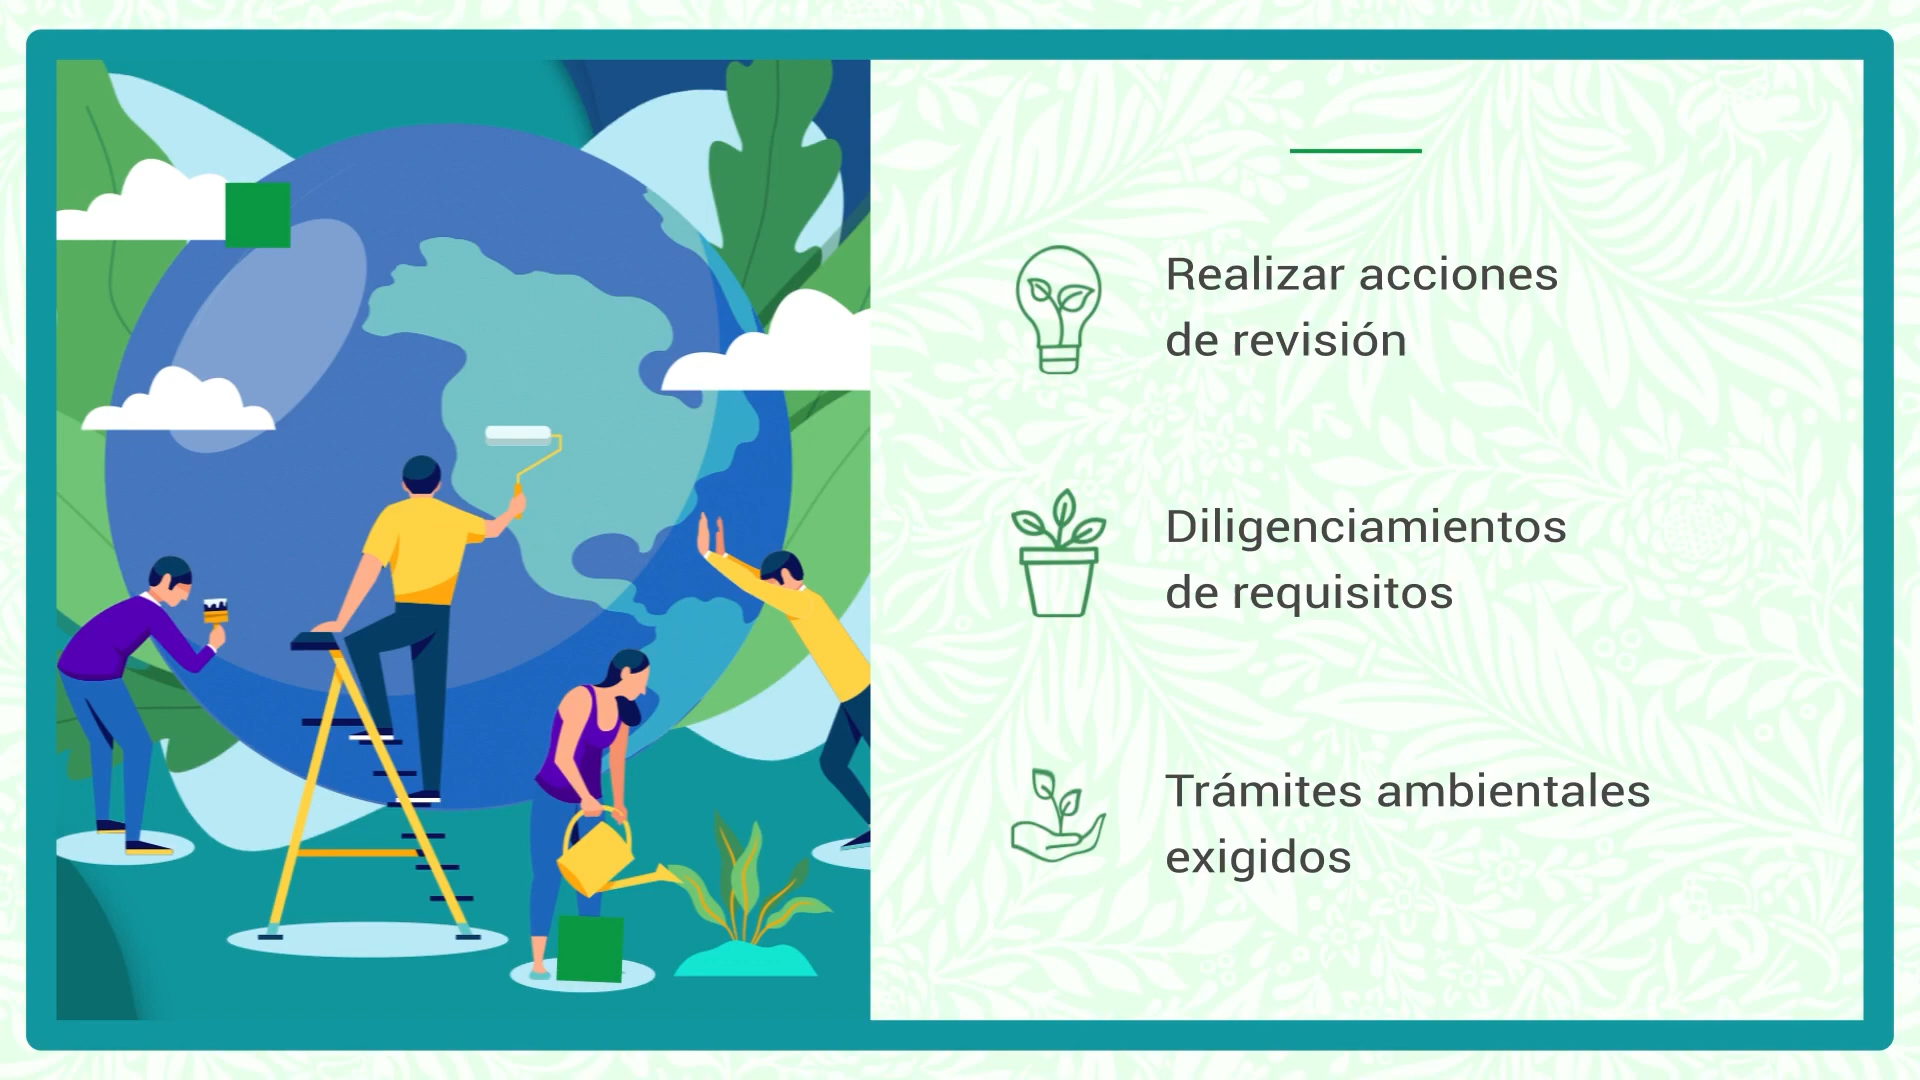 Realizar acciones
de revisión
Diligenciamientos
de requisitos
Trámites ambientales
exigidos